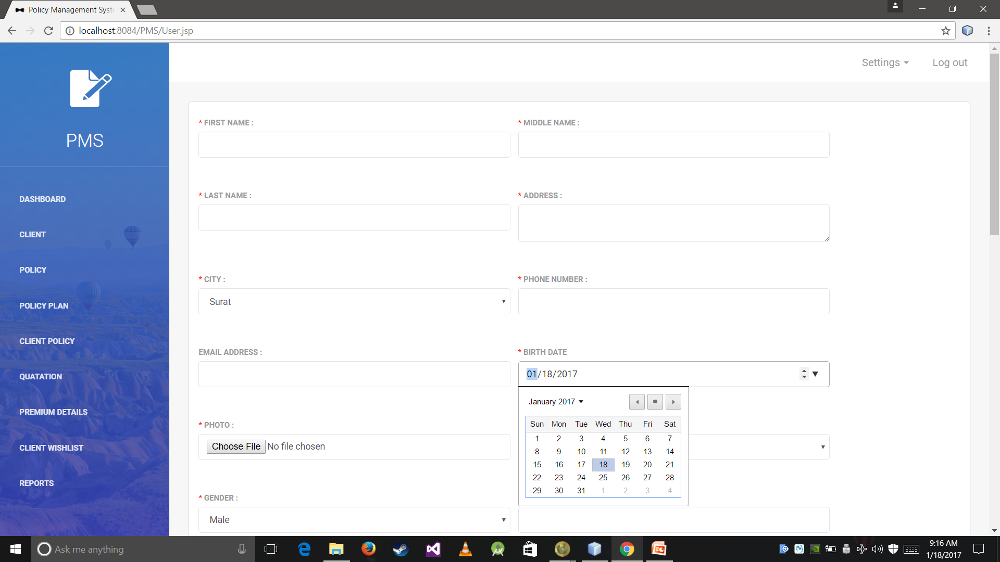 Policy Management Syst
localhost:8084/PMS/User.jsp
Settings
Log out
PMS
DASHBOARD
CLIENT
POLICY
POLICY PLAN
CLIENT POLICY
QUATATION
PREMIUM DETAILS
CLIENT WISHLIST
REPORTS
* FIRST NAME :
* MIDDLE NAME :
* LAST NAME :
* ADDRESS :
* CITY :
Surat
* PHONE NUMBER :
EMAIL ADDRESS :
* BIRTH DATE
01/18/2017
January 2017
Sun Mon Tue Wed Thu Fri Sat
1 2 3 4 5 6 7
8 9 10 11 12 13 14
15 16 17 18 19 20 21
22 23 24 25 26 27 28
29 30 31 1 2 3 4
* PHOTO :
Choose File No file chosen
* GENDER :
Male
Ask me anything
9:16 AM
1/18/2017